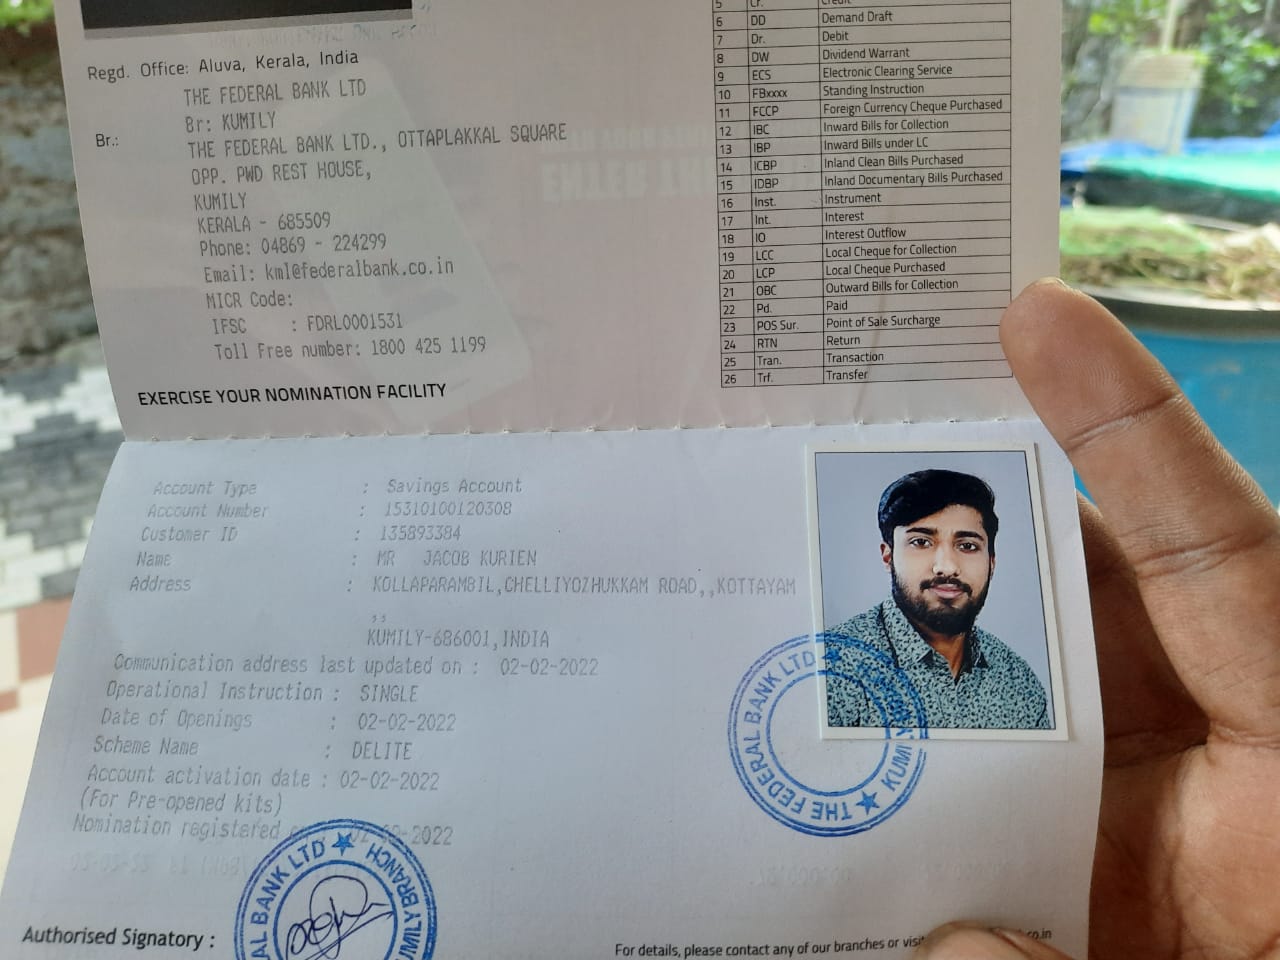 Regd. Office: Aluva, Kerala, India
THE FEDERAL BANK LTD
Br.: Br: KUMILY
THE FEDERAL BANK LTD., OTTAPLAKKAL SQUARE
OPP. PWD REST HOUSE,
KUMILY
KERALA - 685509
Phone: 04869 - 224299
Email: kml@federalbank.co.in
MICR Code:
IFSC : FDRL0001531
Toll Free number: 1800 425 1199
EXERCISE YOUR NOMINATION FACILITY
5 Cr. Credit
6 DD Demand Draft
7 Dr. Debit
8 DW Dividend Warrant
9 ECS Electronic Clearing Service
10 FBxxxx Standing Instruction
11 FCCP Foreign Currency Cheque Purchased
12 IBC Inward Bills for Collection
13 IBP Inward Bills under LC
14 ICBP Inland Clean Bills Purchased
15 IDBP Inland Documentary Bills Purchased
16 Inst. Instrument
17 Int. Interest
18 IO Interest Outflow
19 LCC Local Cheque for Collection
20 LCP Local Cheque Purchased
21 OBC Outward Bills for Collection
22 Pd. Paid
23 POS Sur. Point of Sale Surcharge
24 RTN Return
25 Tran. Transaction
26 Trf. Transfer
Account Type : Savings Account
Account Number : 15310100120308
Customer ID : 135893384
Name : MR JACOB KURIEN
Address : KOLLAPARAMBIL,CHELLIYOZHUKKAM ROAD,,KOTTAYAM
,,
KUMILY-686001,INDIA
Communication address last updated on : 02-02-2022
Operational Instruction : SINGLE
Date of Openings : 02-02-2022
Scheme Name : DELITE
Account activation date : 02-02-2022
(For Pre-opened kits)
Nomination registered 2022
THE FEDERAL BANK LTD
KUMILY
BANK LTD
KUMILY BRANCH
Authorised Signatory :
For details, please contact any of our branches or visit